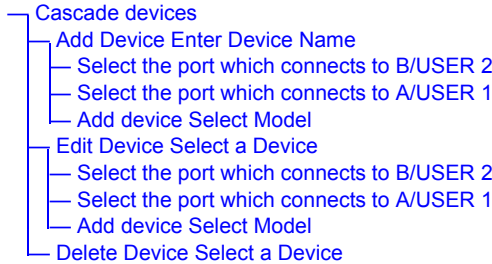 Cascade devices
Add Device Enter Device Name
Select the port which connects to B/USER 2
Select the port which connects to A/USER 1
Add device Select Model
Edit Device Select a Device
Select the port which connects to B/USER 2
Select the port which connects to A/USER 1
Add device Select Model
Delete Device Select a Device